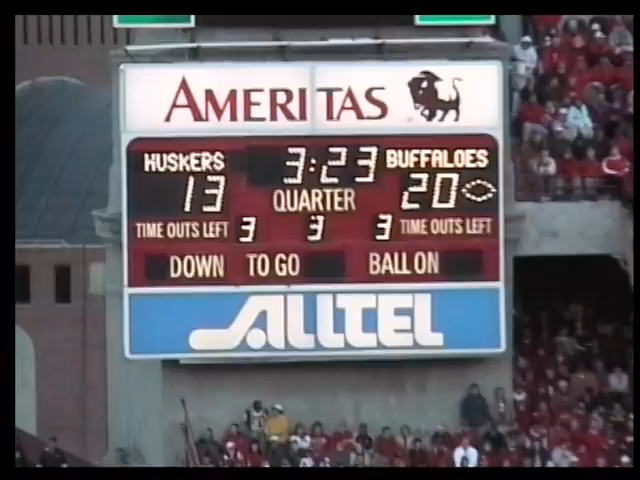 AMERITAS
HUSKERS 3:23 BUFFALOES
13 QUARTER 20
TIME OUTS LEFT 3 3 3 TIME OUTS LEFT
DOWN TO GO BALL ON
ALLTEL